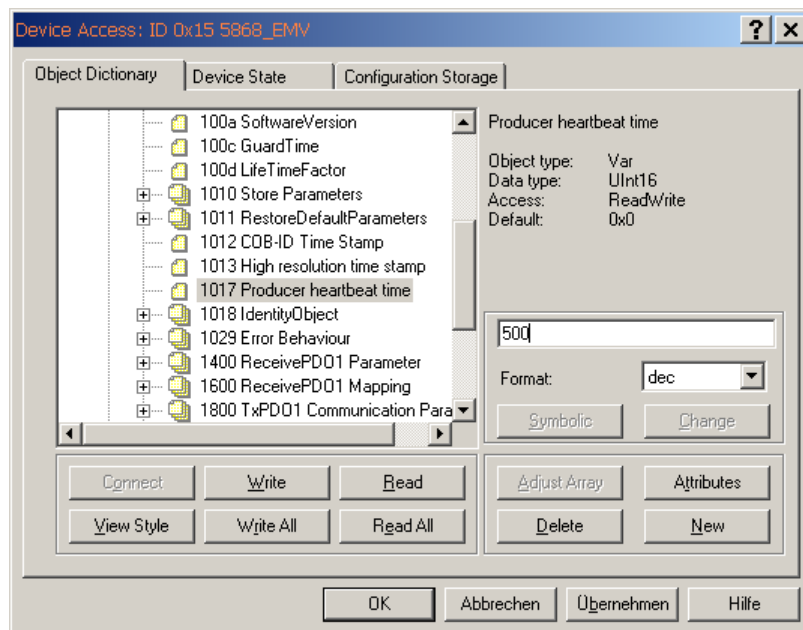 Device Access: ID 0x15 5868_EMV
Object Dictionary
Device State
Configuration Storage
100a SoftwareVersion
100c GuardTime
100d LifeTimeFactor
1010 Store Parameters
1011 RestoreDefaultParameters
1012 COB-ID Time Stamp
1013 High resolution time stamp
1017 Producer heartbeat time
1018 IdentityObject
1029 Error Behaviour
1400 ReceivePDO1 Parameter
1600 ReceivePDO1 Mapping
1800 TxPDO1 Communication Para
Producer heartbeat time
Object type: Var
Data type: UInt16
Access: ReadWrite
Default: 0x0
500
Format: dec
Symbolic
Change
Connect
Write
Read
View Style
Write All
Read All
Adjust Array
Attributes
Delete
New
OK
Abbrechen
Übernehmen
Hilfe